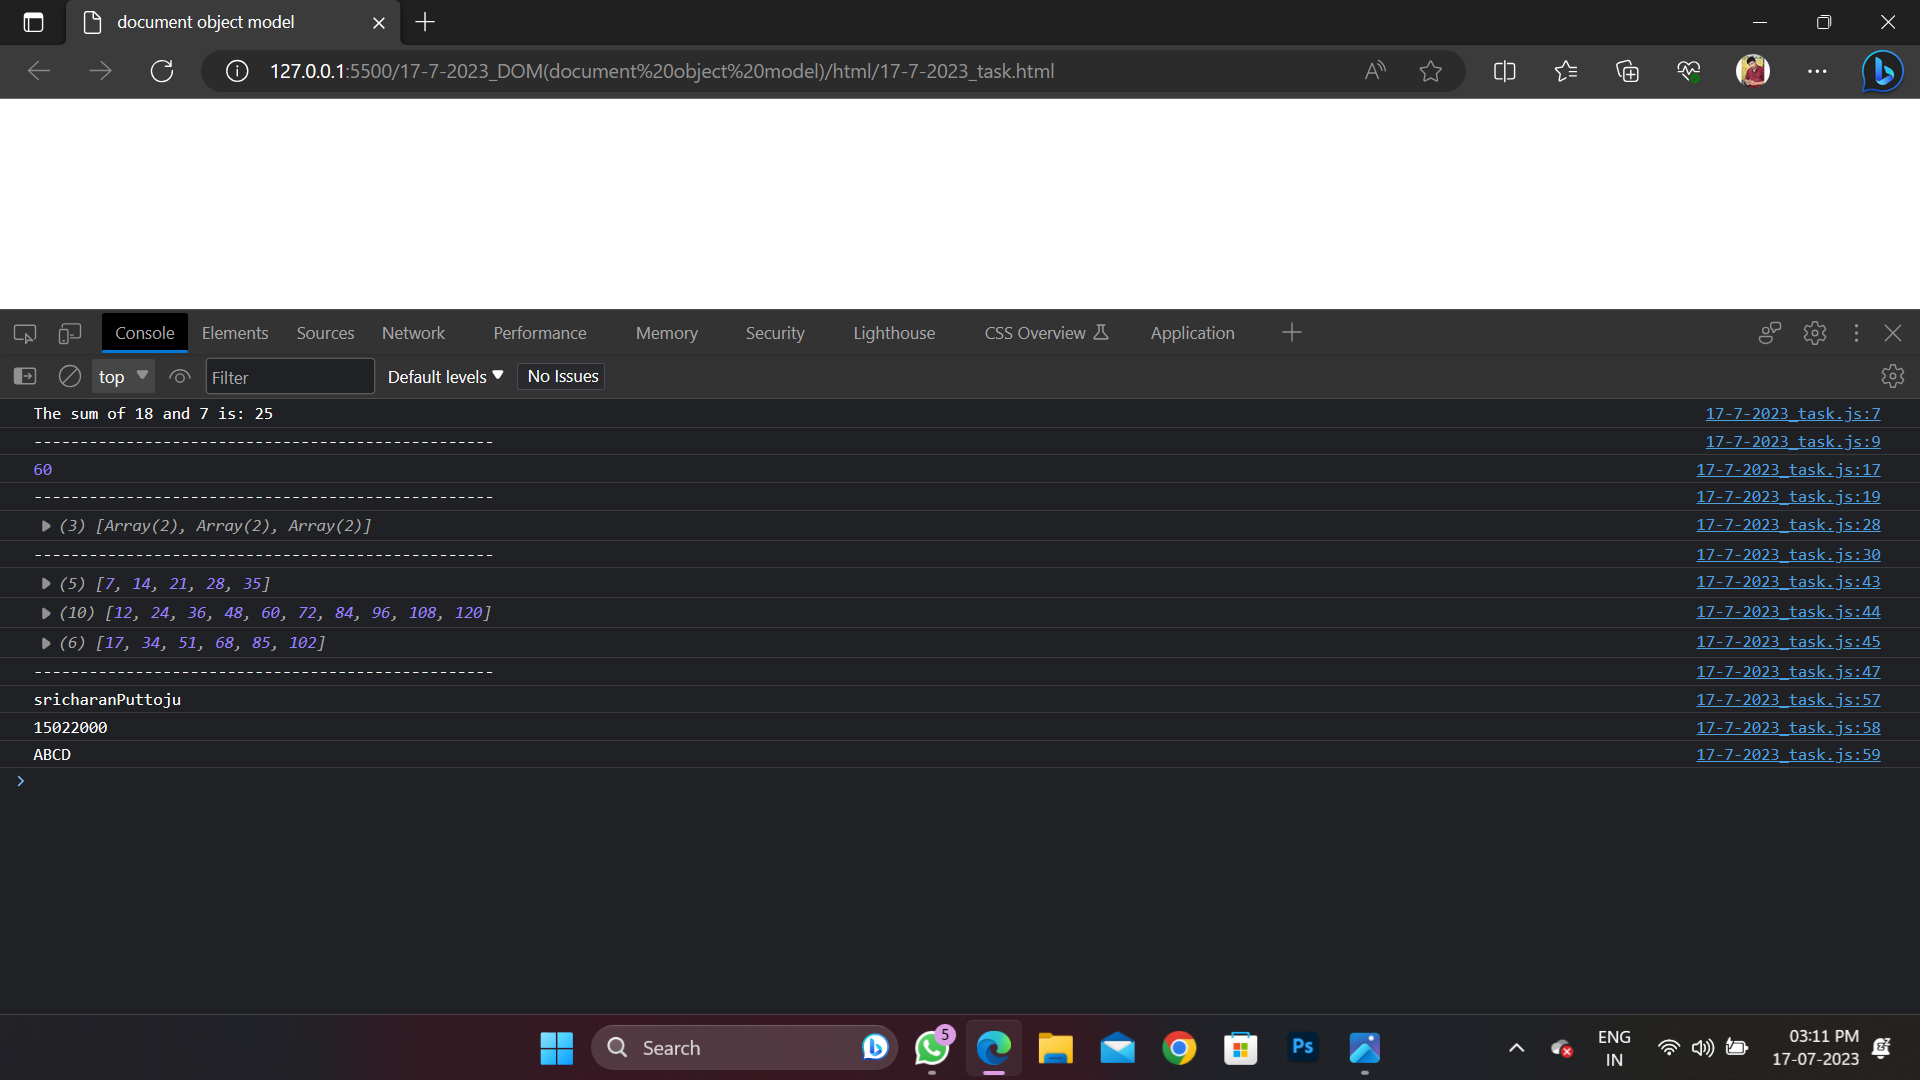 document object model
127.0.0.1:5500/17-7-2023_DOM(document%20object%20model)/html/17-7-2023_task.html
Console Elements Sources Network Performance Memory Security Lighthouse CSS Overview Application
top Filter Default levels No Issues
The sum of 18 and 7 is: 25 17-7-2023_task.js:7
-------------------------------------------------- 17-7-2023_task.js:9
60 17-7-2023_task.js:17
-------------------------------------------------- 17-7-2023_task.js:19
(3) [Array(2), Array(2), Array(2)] 17-7-2023_task.js:28
-------------------------------------------------- 17-7-2023_task.js:30
(5) [7, 14, 21, 28, 35] 17-7-2023_task.js:43
(10) [12, 24, 36, 48, 60, 72, 84, 96, 108, 120] 17-7-2023_task.js:44
(6) [17, 34, 51, 68, 85, 102] 17-7-2023_task.js:45
-------------------------------------------------- 17-7-2023_task.js:47
sricharanPuttoju 17-7-2023_task.js:57
15022000 17-7-2023_task.js:58
ABCD 17-7-2023_task.js:59
Search 5 Ps ENG 03:11 PM
IN 17-07-2023